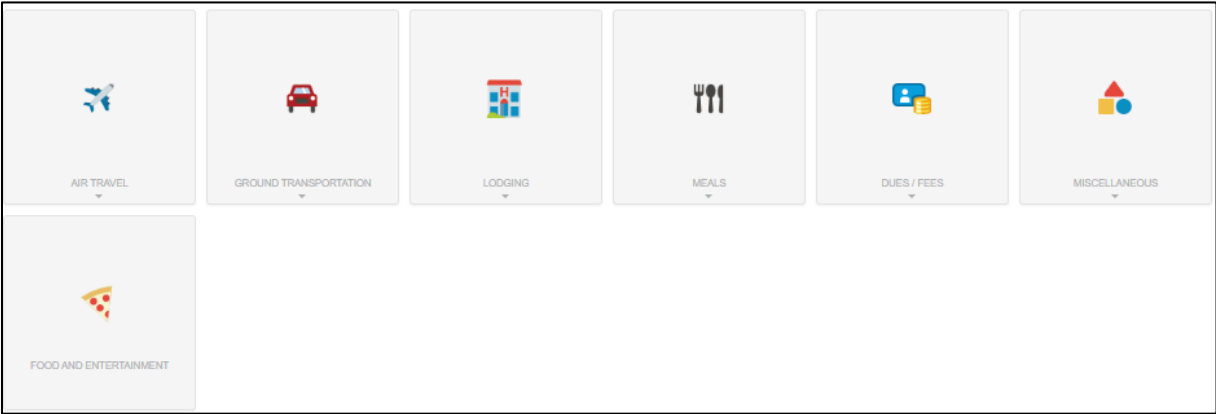 AIR TRAVEL
GROUND TRANSPORTATION
LODGING
MEALS
DUES / FEES
MISCELLANEOUS
FOOD AND ENTERTAINMENT